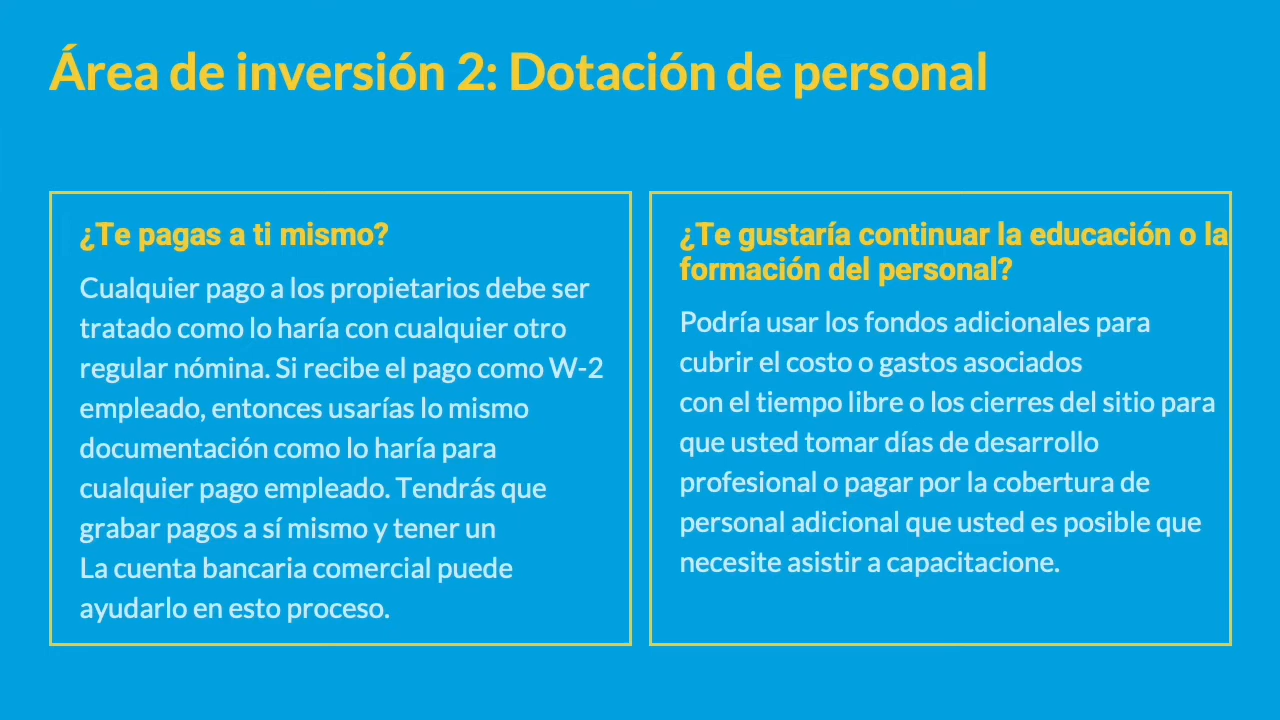 Área de inversión 2: Dotación de personal
¿Te pagas a ti mismo?
Cualquier pago a los propietarios debe ser
tratado como lo haría con cualquier otro
regular nómina. Si recibe el pago como W-2
empleado, entonces usarías lo mismo
documentación como lo haría para
cualquier pago empleado. Tendrás que
grabar pagos a sí mismo y tener un
La cuenta bancaria comercial puede
ayudarlo en esto proceso.
¿Te gustaría continuar la educación o la
formación del personal?
Podría usar los fondos adicionales para
cubrir el costo o gastos asociados
con el tiempo libre o los cierres del sitio para
que usted tomar días de desarrollo
profesional o pagar por la cobertura de
personal adicional que usted es posible que
necesite asistir a capacitacione.